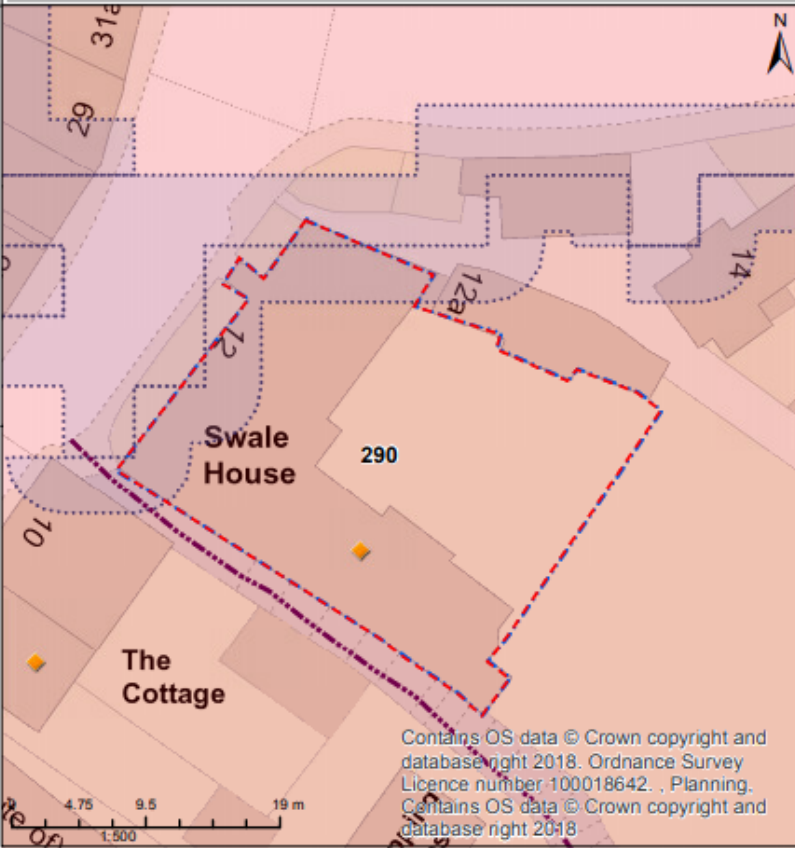 N
31a
29
12a
14
12
Swale
House
290
10
The
Cottage
Contains OS data © Crown copyright and
database right 2018. Ordnance Survey
Licence number 100018642. , Planning.
Contains OS data © Crown copyright and
database right 2018
4.75 9.5 19 m
1:500